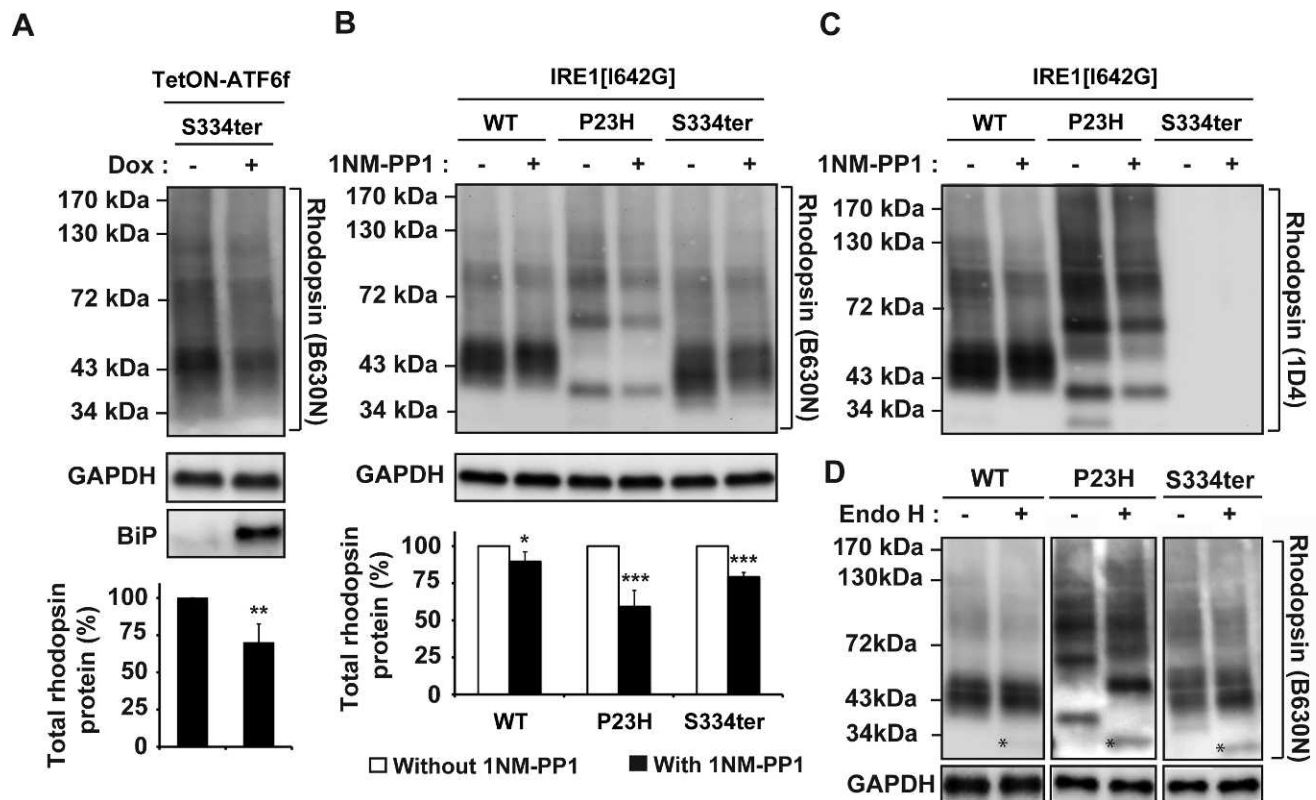 A
TetON-ATF6f
S334ter
Dox : - +
170 kDa
130 kDa
72 kDa
43 kDa
34 kDa
Rhodopsin (B630N)
GAPDH
BiP
Total rhodopsin
protein (%)
100
75
50
25
0
**
B
IRE1[I642G]
WT P23H S334ter
1NM-PP1 : - + - + - +
170 kDa
130 kDa
72 kDa
43 kDa
34 kDa
Rhodopsin (B630N)
GAPDH
Total rhodopsin
protein (%)
100
75
50
25
0
* *** ***
WT P23H S334ter
Without 1NM-PP1 With 1NM-PP1
C
IRE1[I642G]
WT P23H S334ter
1NM-PP1 : - + - + - +
170 kDa
130 kDa
72 kDa
43 kDa
34 kDa
Rhodopsin (1D4)
D
WT P23H S334ter
Endo H : - + - + - +
170 kDa
130kDa
72kDa
43kDa
34kDa
* * *
Rhodopsin (B630N)
GAPDH